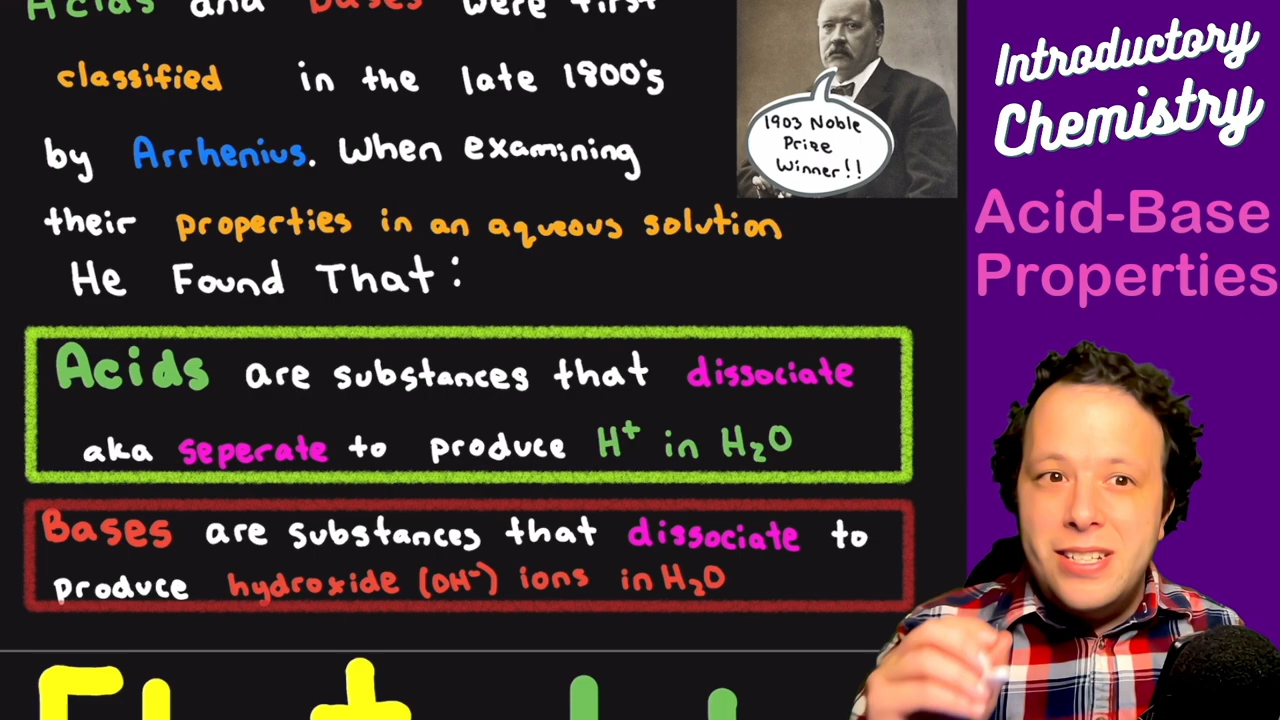 Acids and Bases were first
classified in the late 1800's
by Arrhenius. When examining
their properties in an aqueous solution
He Found That:
1903 Noble
Prize
Winner!!
Acids are substances that dissociate
aka seperate to produce H⁺ in H₂O
Bases are substances that dissociate to
produce hydroxide (OH⁻) ions in H₂O
Introductory
Chemistry
Acid-Base
Properties